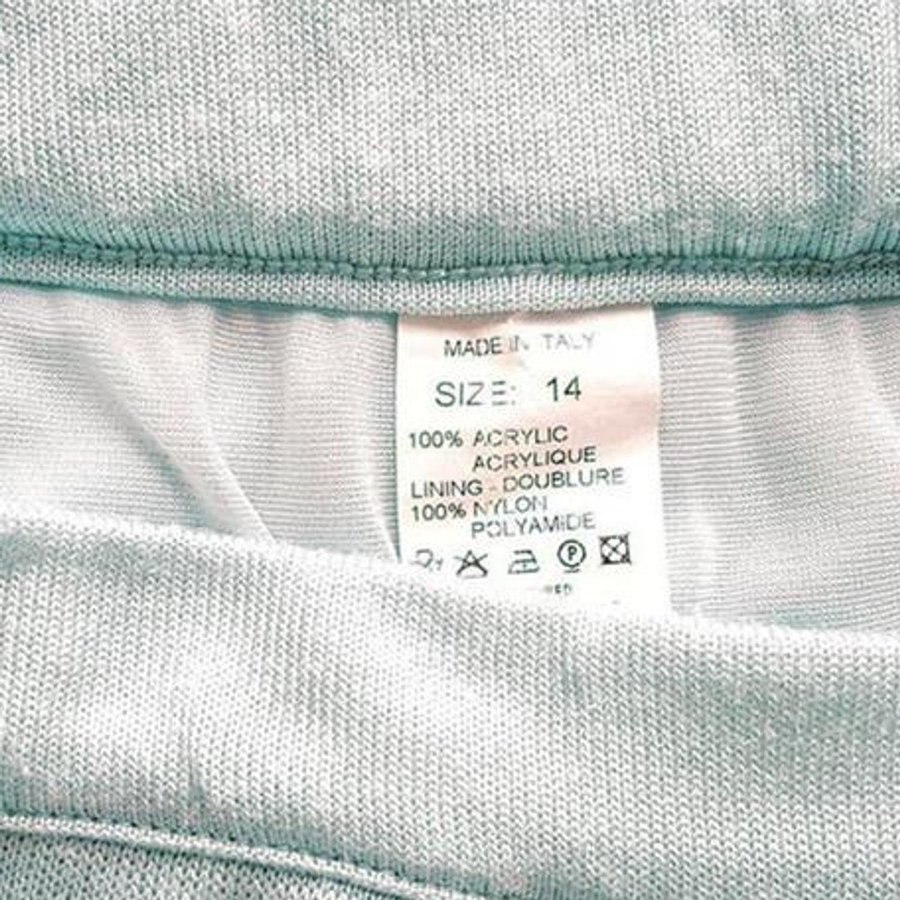 MADE IN ITALY
SIZE: 14
100% ACRYLIC
ACRYLIQUE
LINING - DOUBLURE
100% NYLON
POLYAMIDE
P